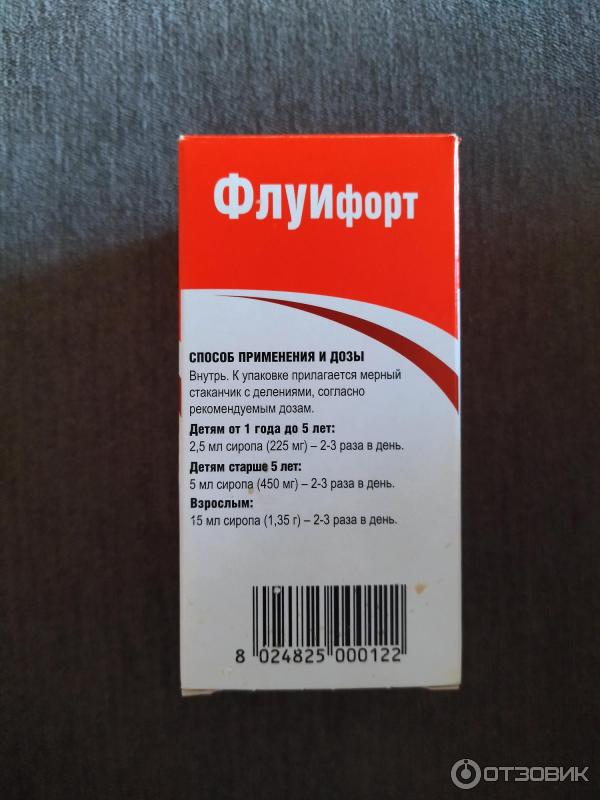 Флуифорт
СПОСОБ ПРИМЕНЕНИЯ И ДОЗЫ
Внутрь. К упаковке прилагается мерный
стаканчик с делениями, согласно
рекомендуемым дозам.
Детям от 1 года до 5 лет:
2,5 мл сиропа (225 мг) – 2-3 раза в день.
Детям старше 5 лет:
5 мл сиропа (450 мг) – 2-3 раза в день.
Взрослым:
15 мл сиропа (1,35 г) – 2-3 раза в день.
8 024825 000122
ОТЗОВИК